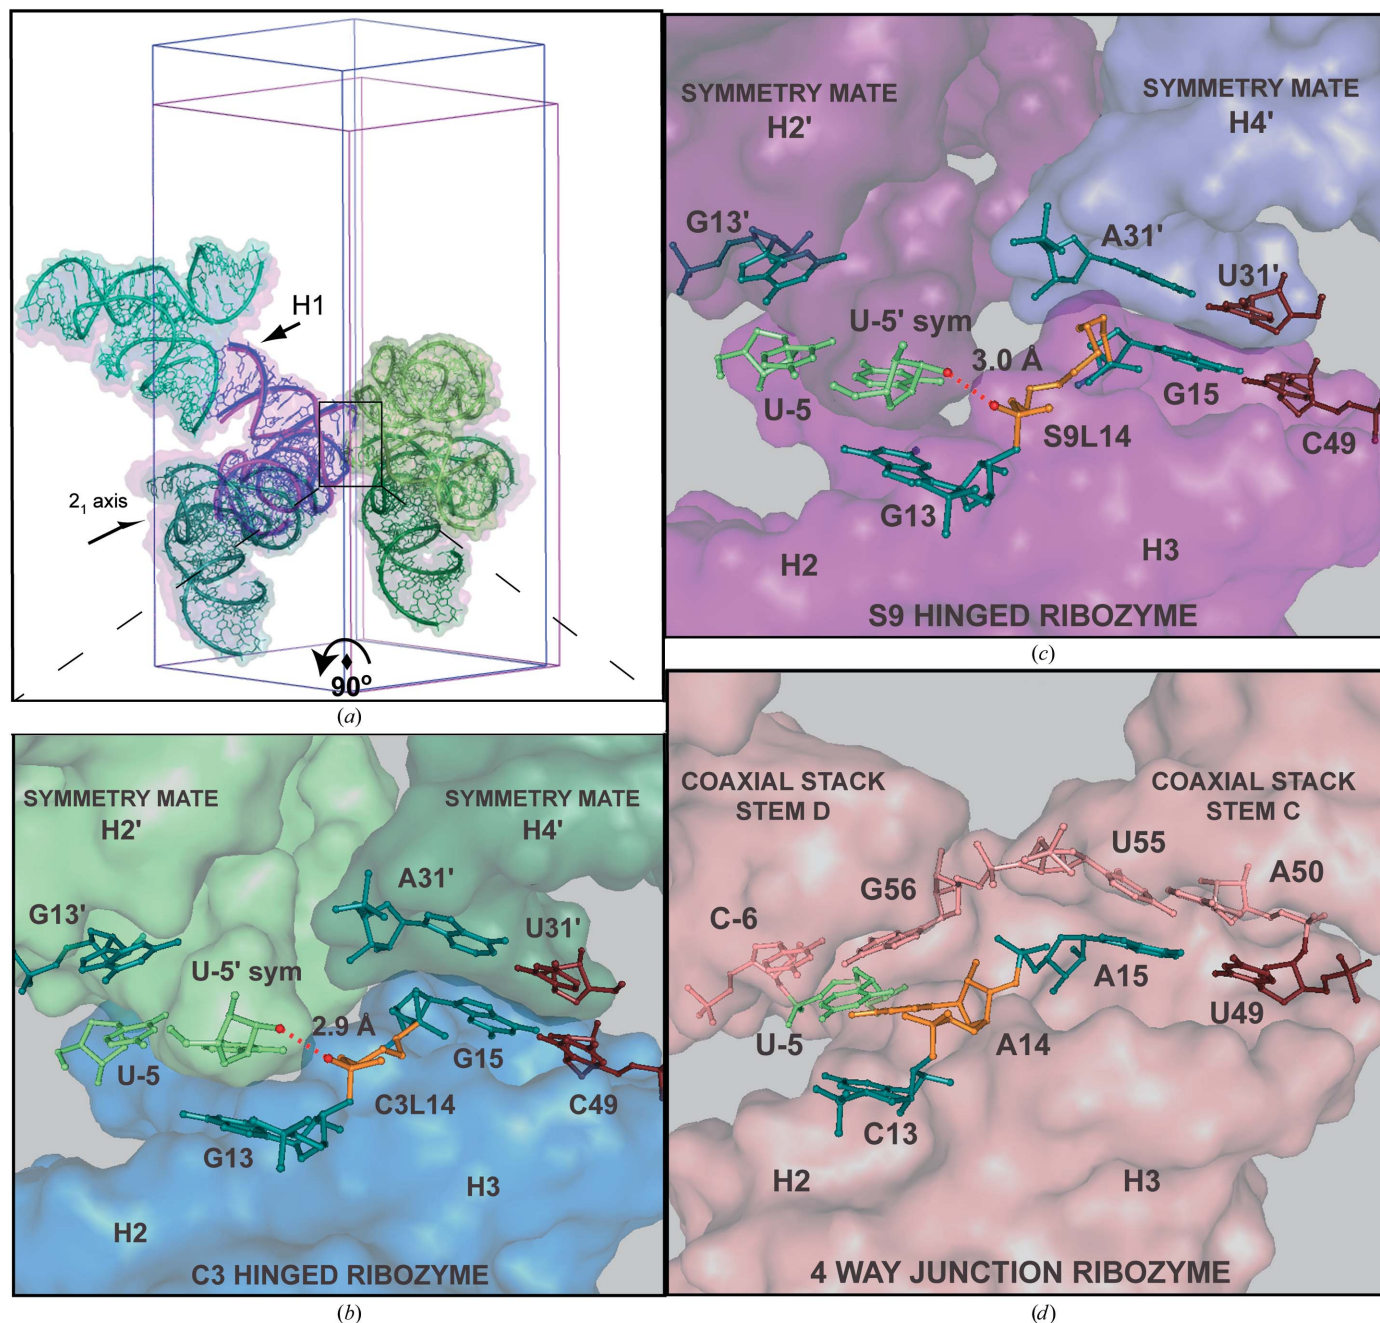 H1
2₁ axis
90°
(a)
SYMMETRY MATE
H2'
SYMMETRY MATE
H4'
G13'
A31'
U31'
U-5' sym
3.0 Å
U-5
G15
S9L14
C49
G13
H2
H3
S9 HINGED RIBOZYME
(c)
SYMMETRY MATE
H2'
SYMMETRY MATE
H4'
A31'
G13'
U31'
U-5' sym
2.9 Å
U-5
G15
C3L14
C49
G13
H3
H2
C3 HINGED RIBOZYME
(b)
COAXIAL STACK
STEM D
COAXIAL STACK
STEM C
U55
A50
G56
C-6
A15
U49
U-5
A14
C13
H2
H3
4 WAY JUNCTION RIBOZYME
(d)